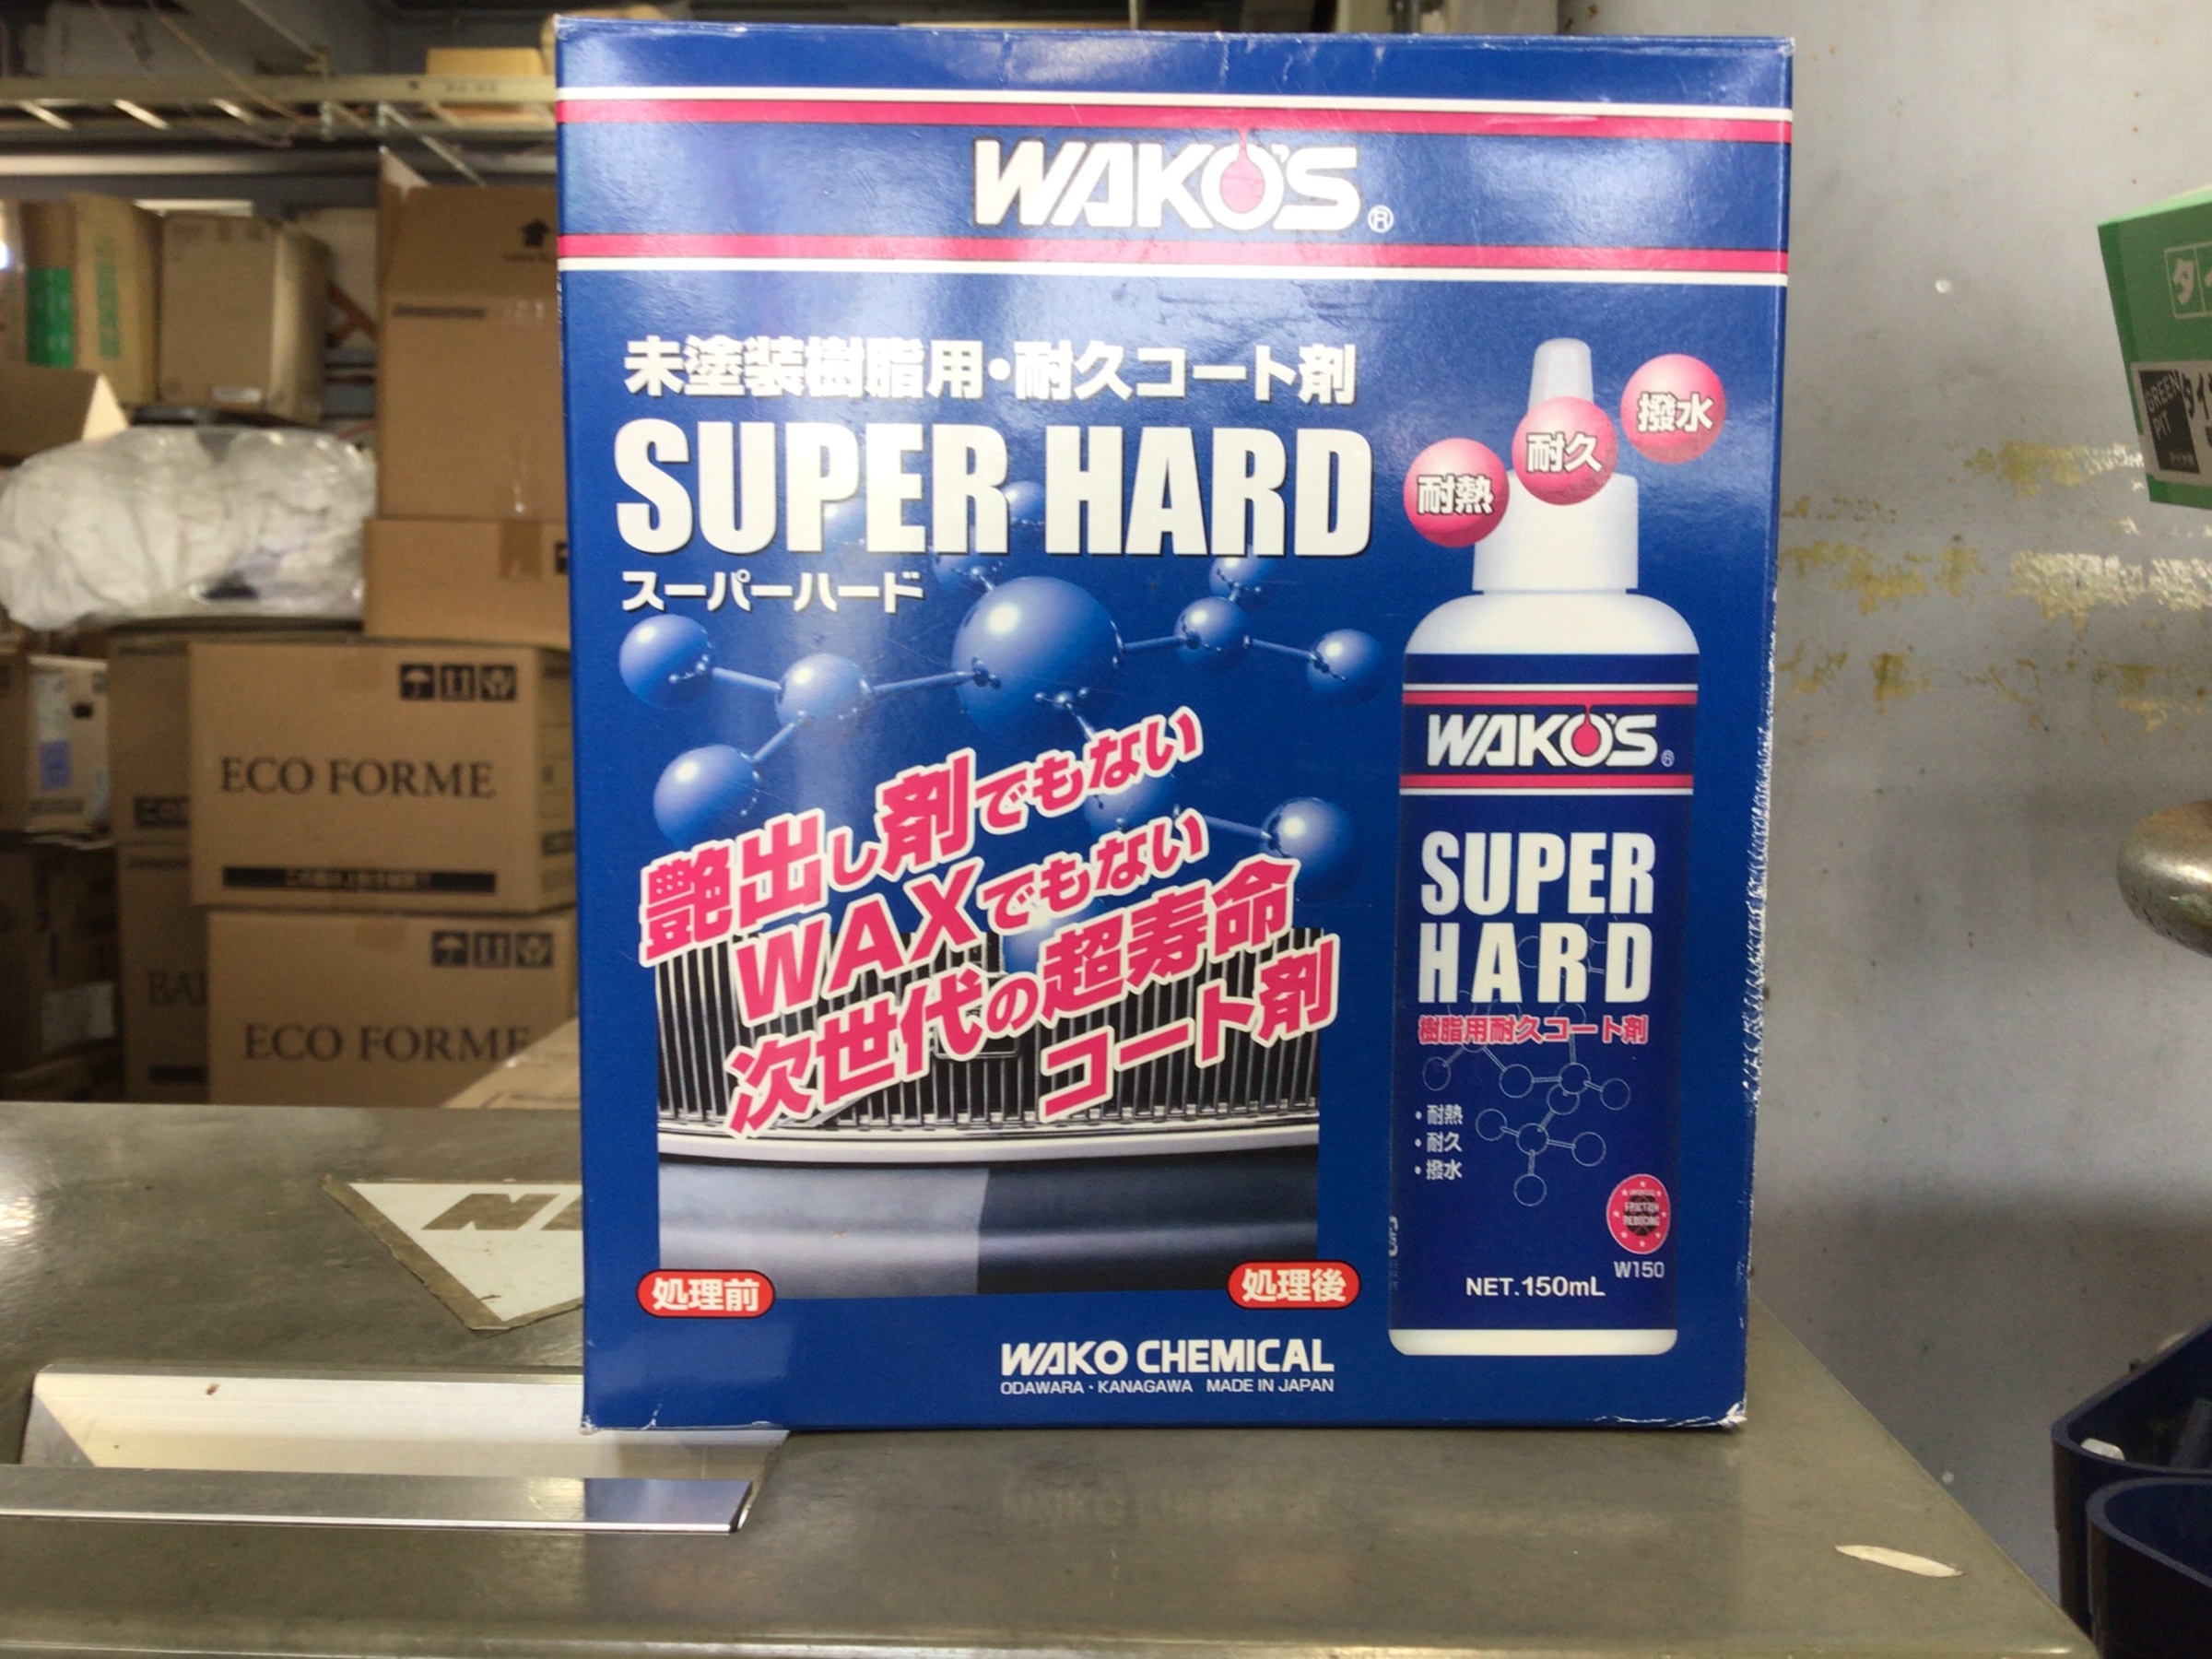 WAKO'S®
未塗装樹脂用・耐久コート剤
SUPER HARD
スーパーハード
耐熱
耐久
撥水
艶出し剤でもない
WAXでもない
次世代の超寿命
コート剤
処理前
処理後
WAKO CHEMICAL
ODAWARA・KANAGAWA MADE IN JAPAN
WAKO'S®
SUPER
HARD
樹脂用耐久コート剤
・耐熱
・耐久
・撥水
FRICTION
REDUCING
W150
NET.150mL
ECO FORME
ECO FORME
GREEN
PIT